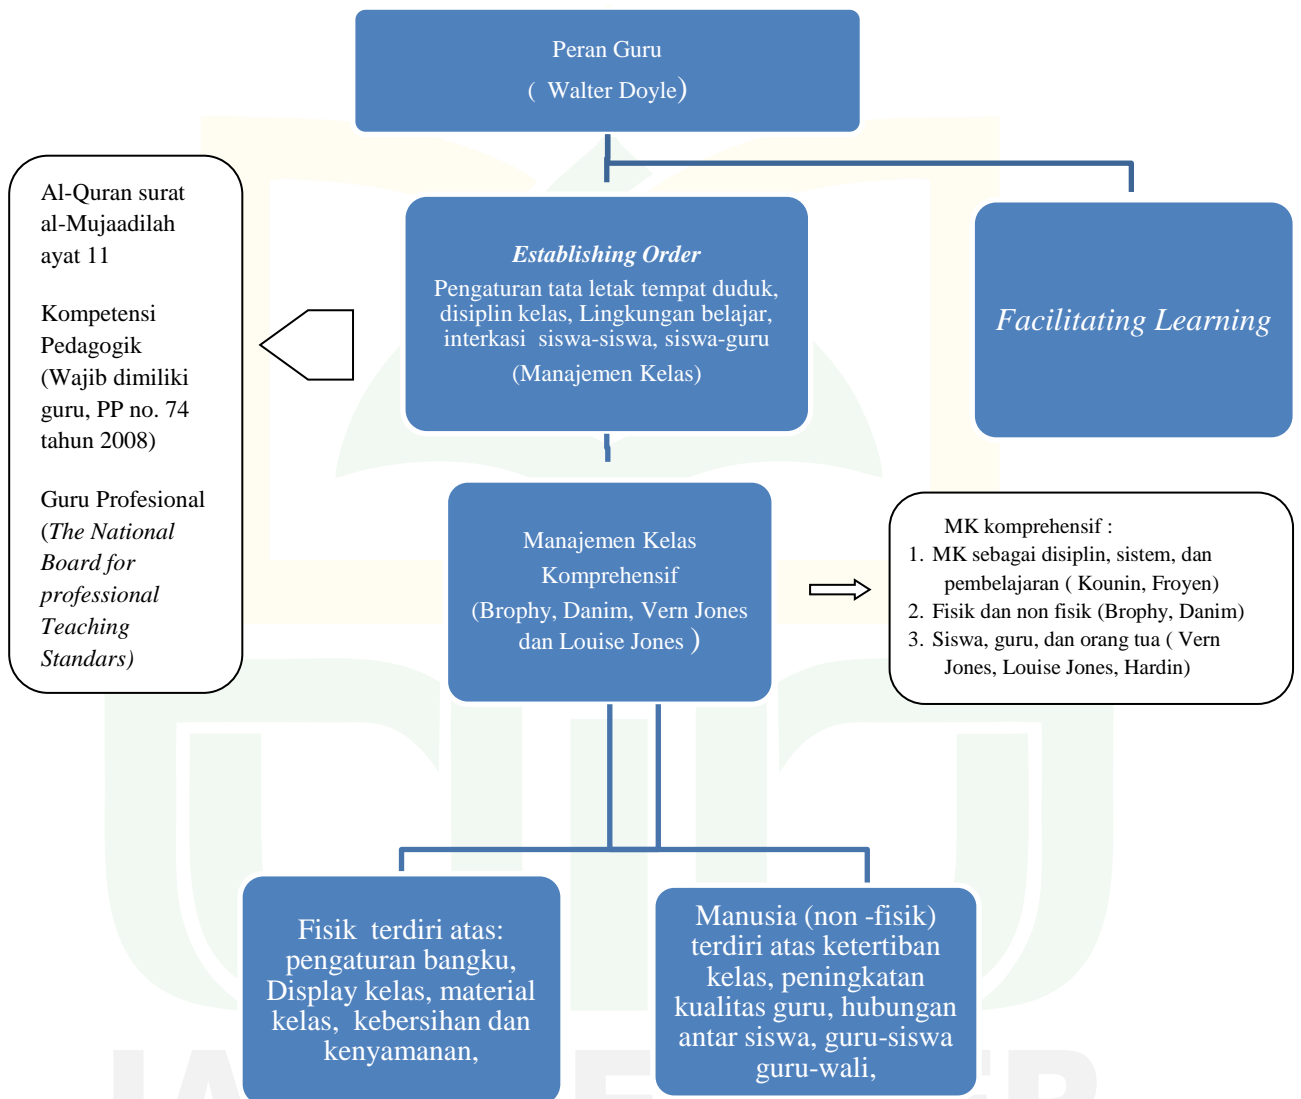 Peran Guru
( Walter Doyle)
Al-Quran surat
al-Mujaadilah
ayat 11
Kompetensi
Pedagogik
(Wajib dimiliki
guru, PP no. 74
tahun 2008)
Guru Profesional
(The National
Board for
professional
Teaching
Standars)
Establishing Order
Pengaturan tata letak tempat duduk,
disiplin kelas, Lingkungan belajar,
interkasi siswa-siswa, siswa-guru
(Manajemen Kelas)
Facilitating Learning
Manajemen Kelas
Komprehensif
(Brophy, Danim, Vern Jones
dan Louise Jones )
MK komprehensif :
1. MK sebagai disiplin, sistem, dan
pembelajaran ( Kounin, Froyen)
2. Fisik dan non fisik (Brophy, Danim)
3. Siswa, guru, dan orang tua ( Vern
Jones, Louise Jones, Hardin)
Fisik terdiri atas:
pengaturan bangku,
Display kelas, material
kelas, kebersihan dan
kenyamanan,
Manusia (non -fisik)
terdiri atas ketertiban
kelas, peningkatan
kualitas guru, hubungan
antar siswa, guru-siswa
guru-wali,